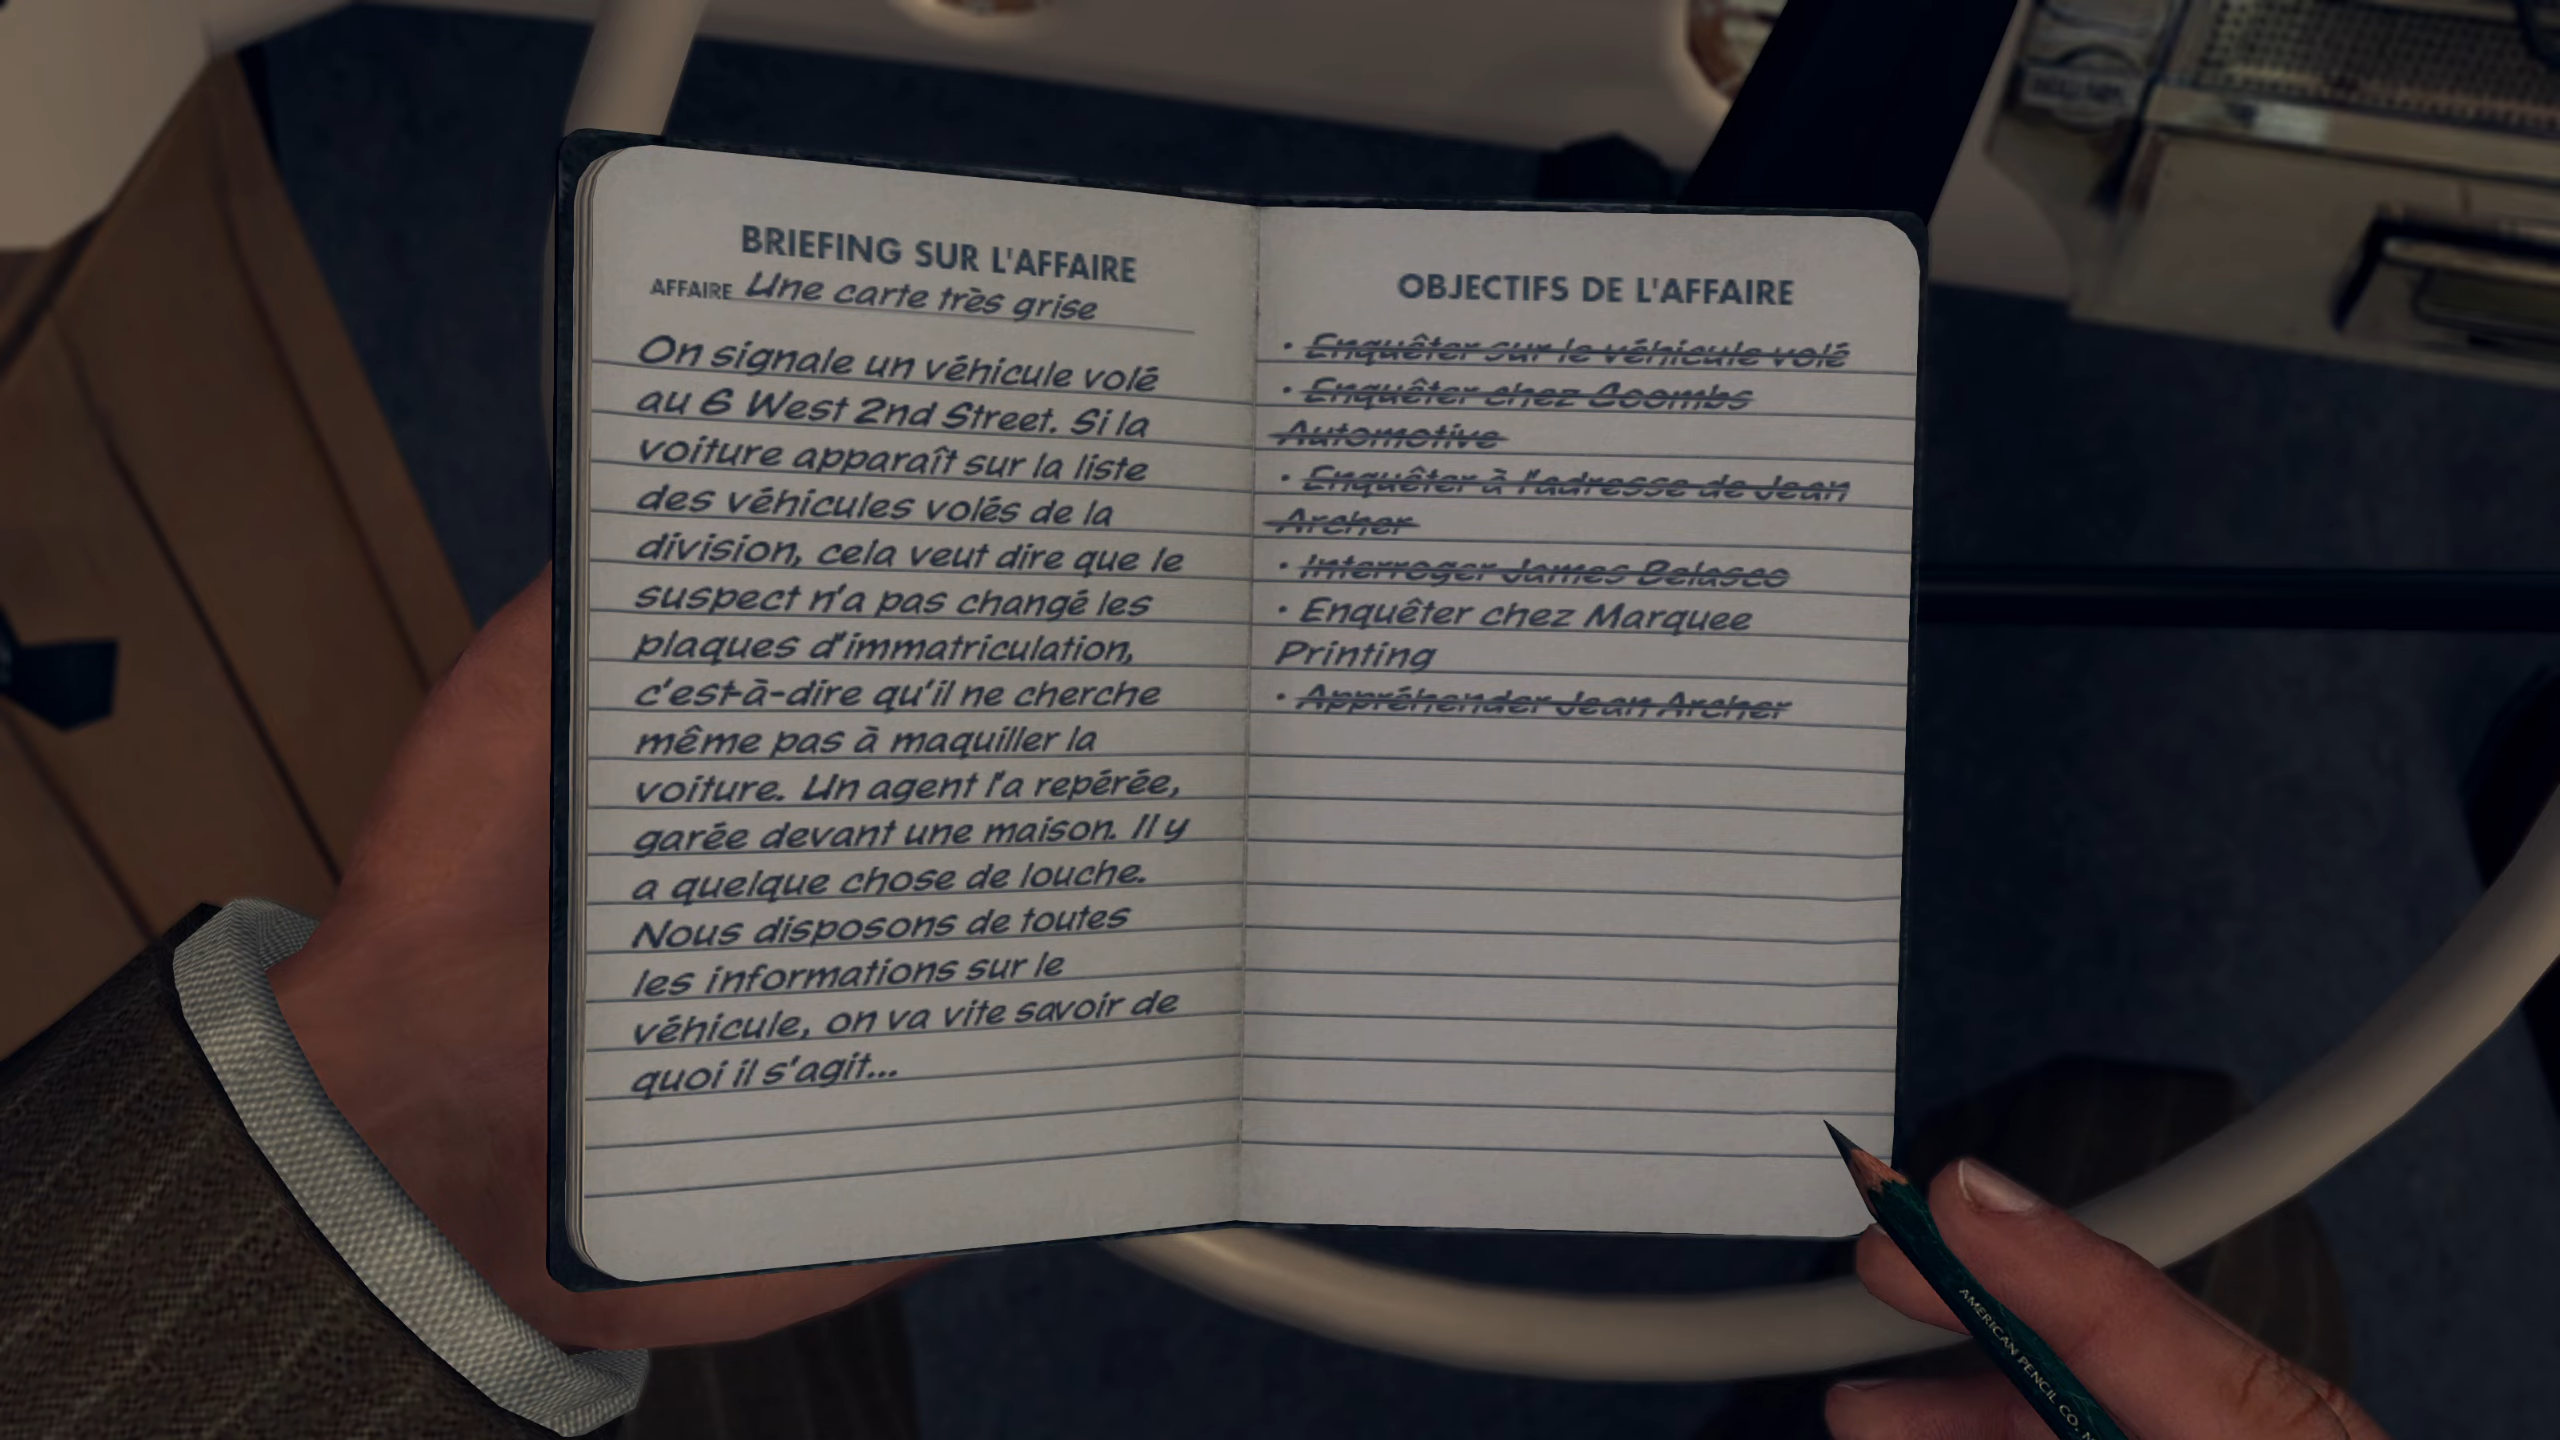 BRIEFING SUR L'AFFAIRE
AFFAIRE Une carte très grise
On signale un véhicule volé
au 6 West 2nd Street. Si la
voiture apparaît sur la liste
des véhicules volés de la
division, cela veut dire que le
suspect n'a pas changé les
plaques d'immatriculation,
c'est-à-dire qu'il ne cherche
même pas à maquiller la
voiture. Un agent l'a repérée,
garée devant une maison. Il y
a quelque chose de louche.
Nous disposons de toutes
les informations sur le
véhicule, on va vite savoir de
quoi il s'agit...
OBJECTIFS DE L'AFFAIRE
• Enquêter sur le véhicule volé
• Enquêter chez Coombs
Automotive
• Enquêter à l'adresse de Jean
Archer
• Interroger James Belasco
• Enquêter chez Marquee
Printing
• Appréhender Jean Archer
AMERICAN PENCIL CO.